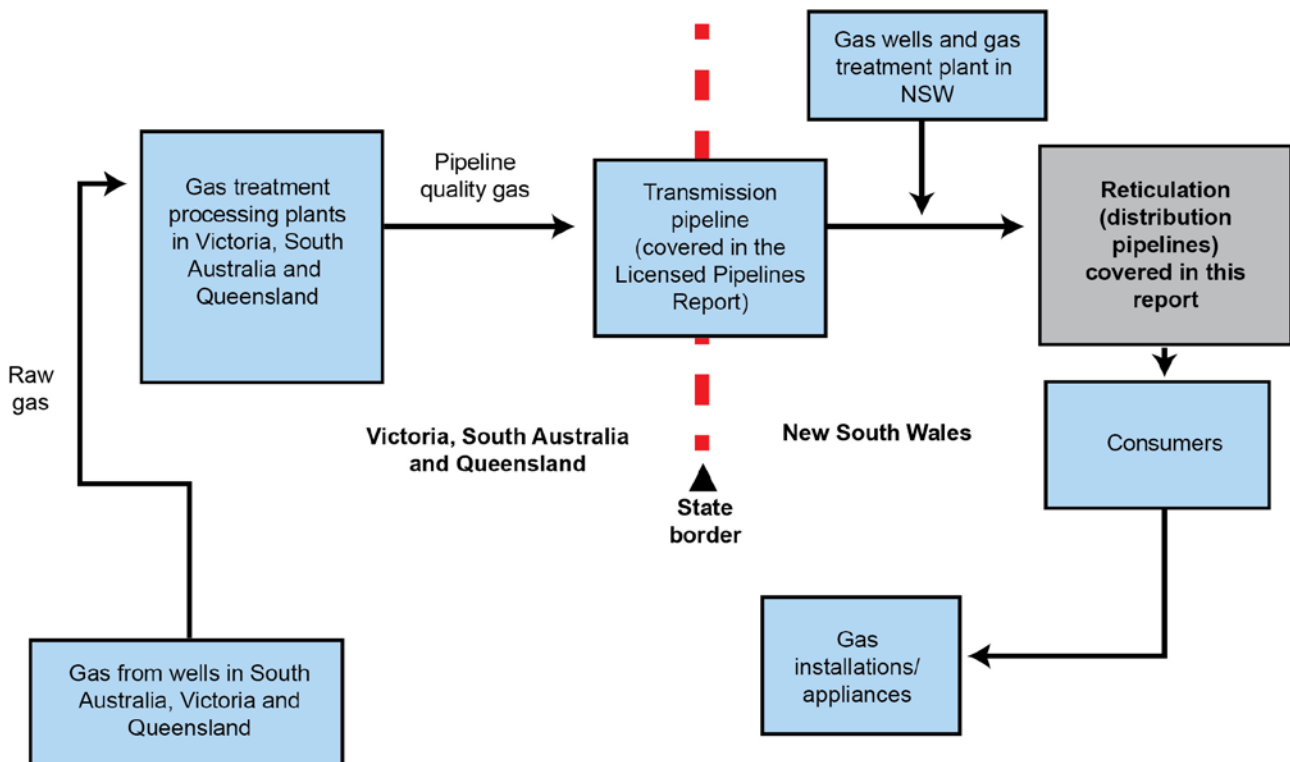 Gas wells and gas
treatment plant in
NSW
Gas treatment
processing plants
in Victoria, South
Australia and
Queensland
Pipeline
quality gas
Transmission
pipeline
(covered in the
Licensed Pipelines
Report)
Reticulation
(distribution
pipelines)
covered in this
report
Raw
gas
Victoria, South Australia
and Queensland
New South Wales
State
border
Consumers
Gas from wells in South
Australia, Victoria and
Queensland
Gas
installations/
appliances